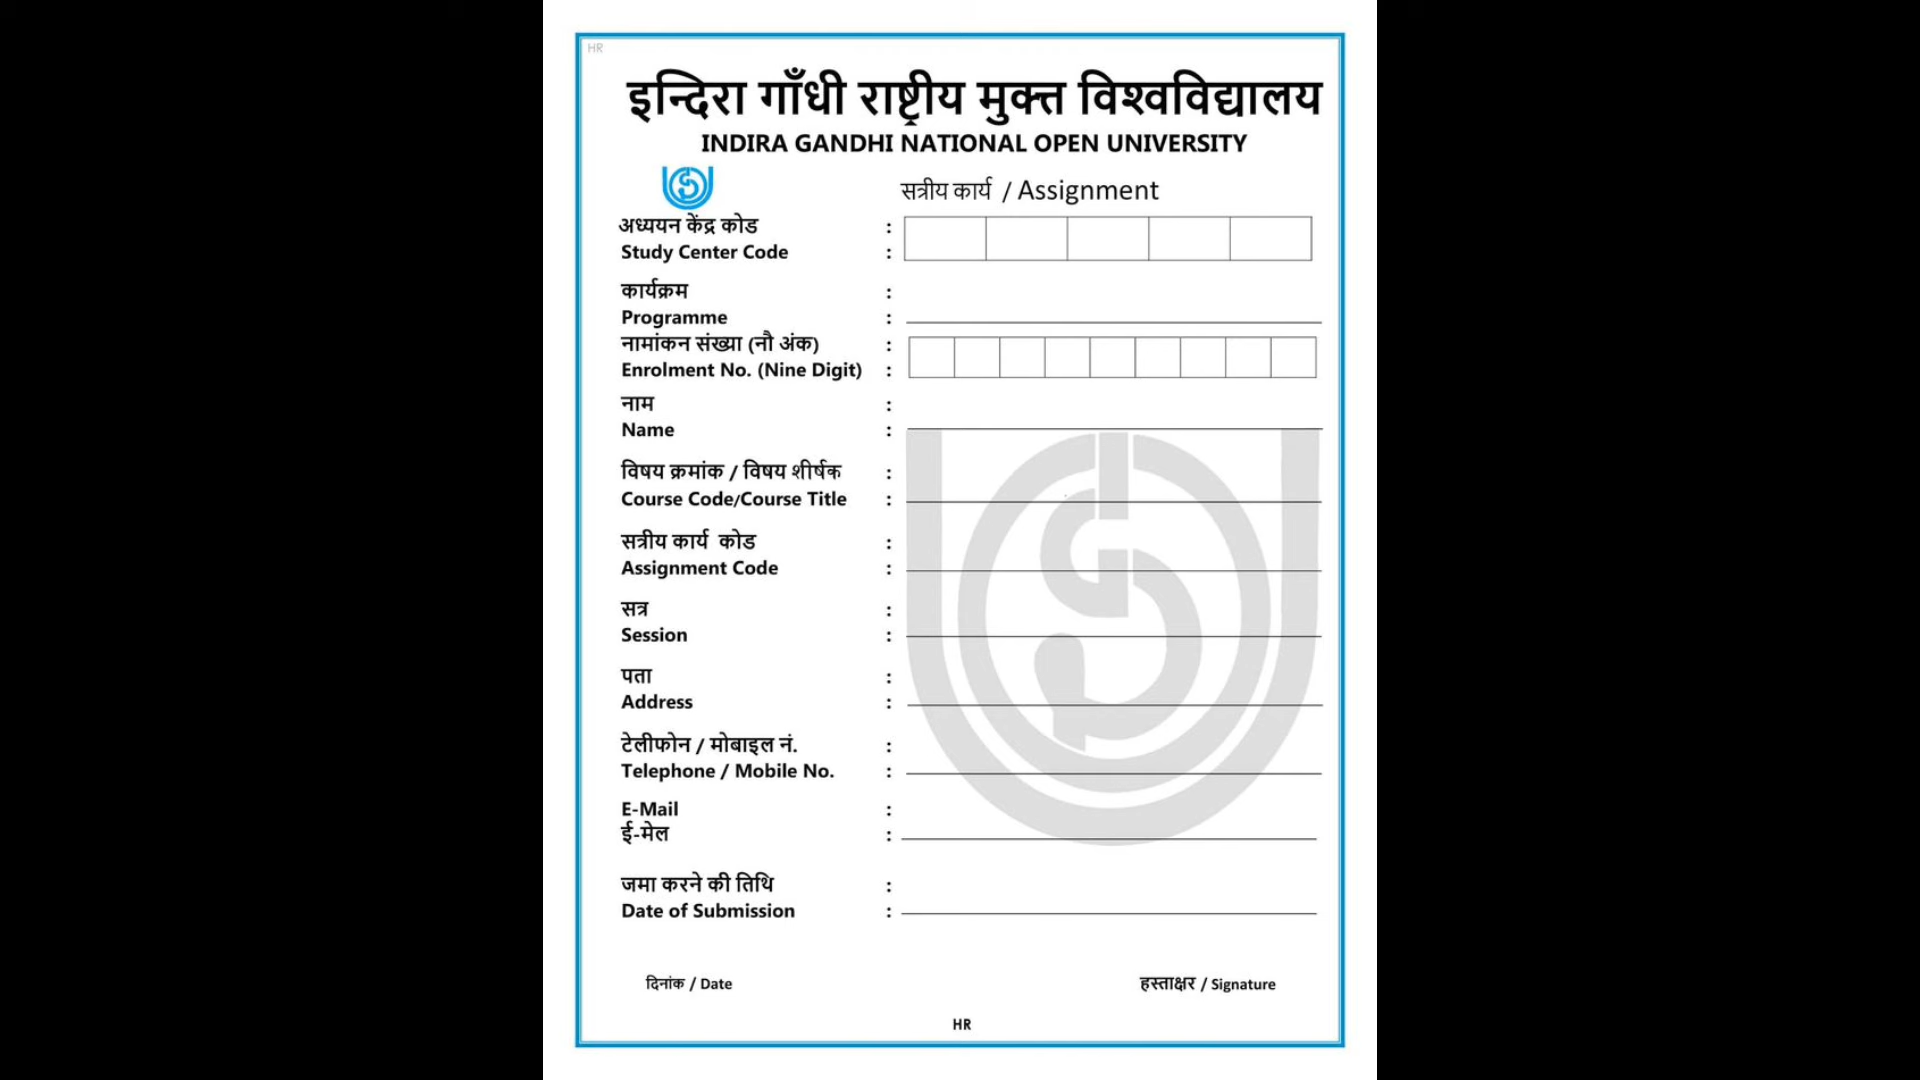 HR
इन्दिरा गाँधी राष्ट्रीय मुक्त विश्वविद्यालय
INDIRA GANDHI NATIONAL OPEN UNIVERSITY
सत्रीय कार्य / Assignment
अध्ययन केंद्र कोड :
Study Center Code :
कार्यक्रम :
Programme :
नामांकन संख्या (नौ अंक) :
Enrolment No. (Nine Digit) :
नाम :
Name :
विषय क्रमांक / विषय शीर्षक :
Course Code/Course Title :
सत्रीय कार्य कोड :
Assignment Code :
सत्र :
Session :
पता :
Address :
टेलीफोन / मोबाइल नं. :
Telephone / Mobile No. :
E-Mail :
ई-मेल :
जमा करने की तिथि :
Date of Submission :
दिनांक / Date हस्ताक्षर / Signature
HR